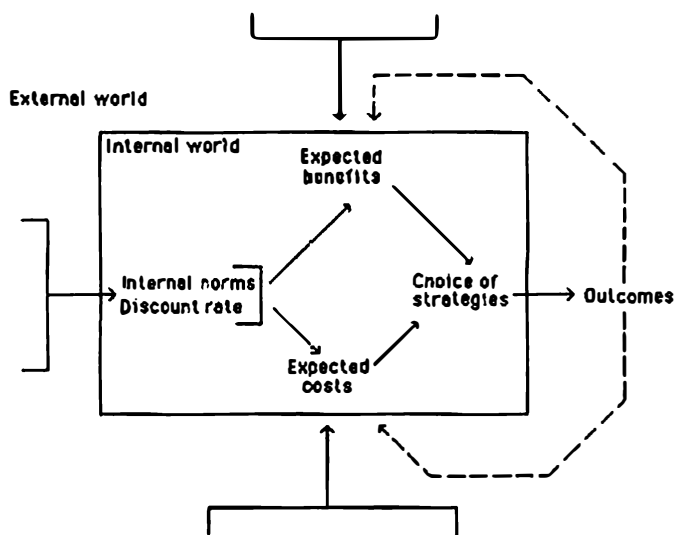 External world
Internal world
Expected
benefits
Internal norms
Discount rate
Choice of
strategies
Outcomes
Expected
costs